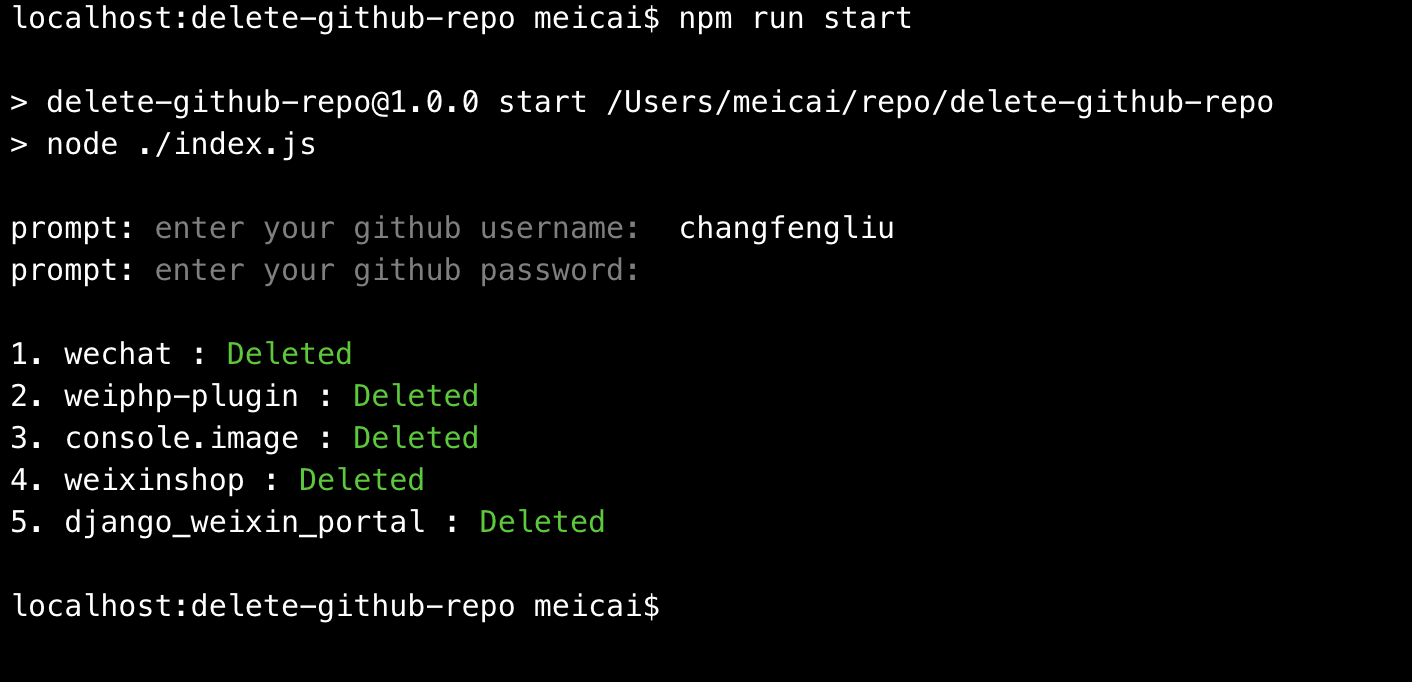 localhost:delete-github-repo meicai$ npm run start
> delete-github-repo@1.0.0 start /Users/meicai/repo/delete-github-repo
> node ./index.js
prompt: enter your github username:  changfengliu
prompt: enter your github password:
1. wechat : Deleted
2. weiphp-plugin : Deleted
3. console.image : Deleted
4. weixinshop : Deleted
5. django_weixin_portal : Deleted
localhost:delete-github-repo meicai$